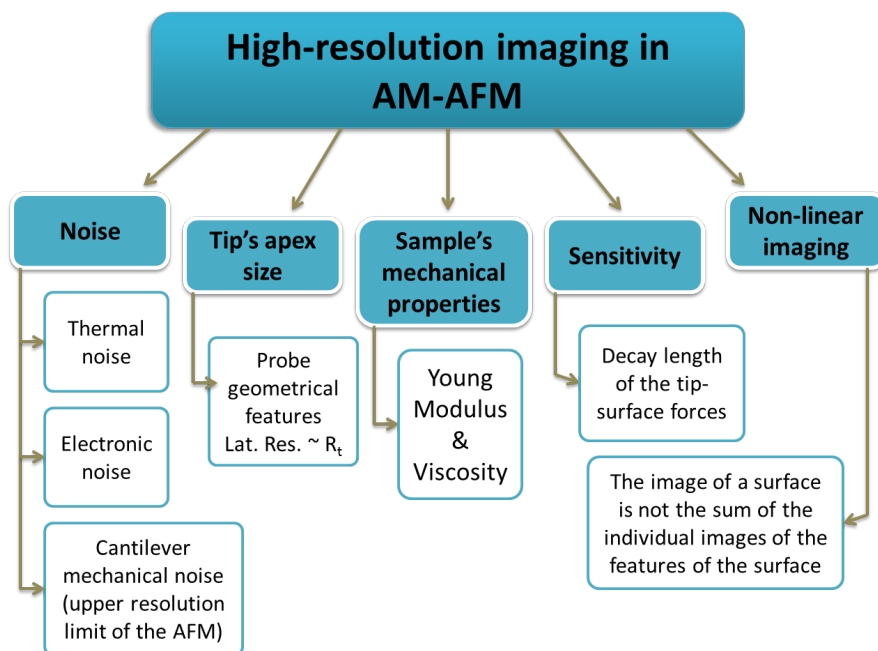 High-resolution imaging in
AM-AFM
Noise
Thermal
noise
Electronic
noise
Cantilever
mechanical noise
(upper resolution
limit of the AFM)
Tip's apex
size
Probe
geometrical
features
Lat. Res. ~ Rₜ
Sample's
mechanical
properties
Young
Modulus
&
Viscosity
Sensitivity
Decay length
of the tip-
surface forces
Non-linear
imaging
The image of a surface
is not the sum of the
individual images of the
features of the surface